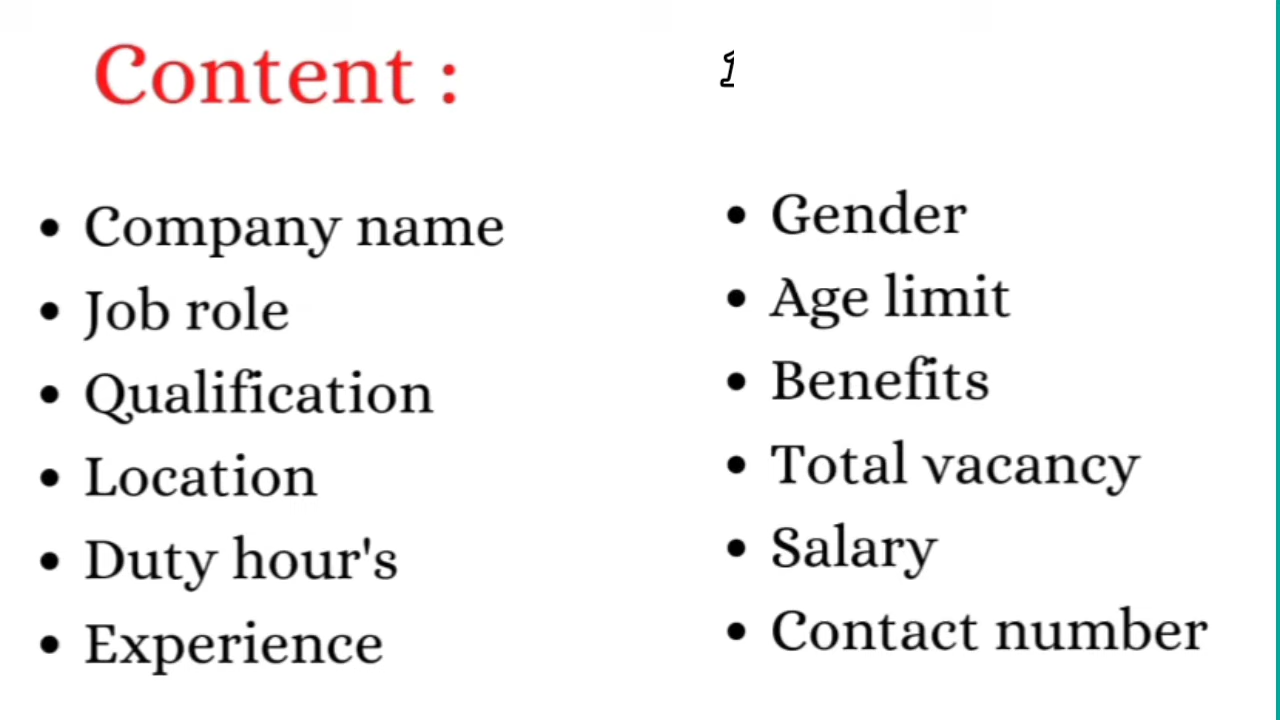 Content :
Company name
Job role
Qualification
Location
Duty hour's
Experience
Gender
Age limit
Benefits
Total vacancy
Salary
Contact number